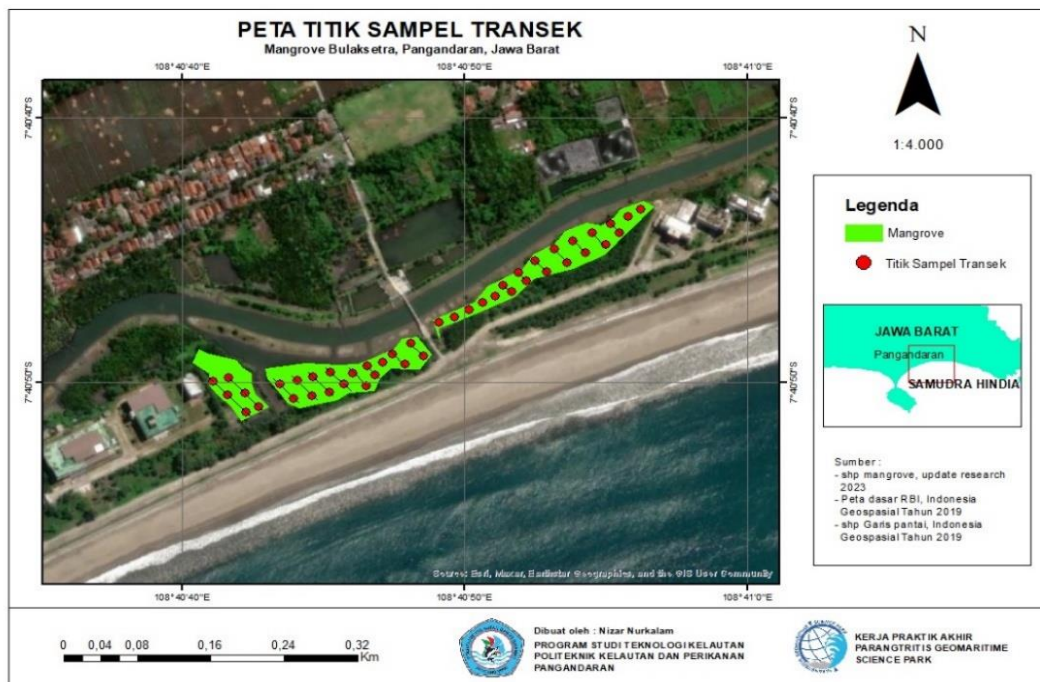 PETA TITIK SAMPEL TRANSEK
Mangrove Bulaksetra, Pangandaran, Jawa Barat
108°40'40"E
108°40'50"E
108°41'0"E
7°40'40"S
7°40'40"S
7°40'50"S
7°40'50"S
Source: Esri, Maxar, Earthstar Geographics, and the GIS User Community
108°40'40"E
108°40'50"E
108°41'0"E
N
1:4.000
Legenda
Mangrove
Titik Sampel Transek
JAWA BARAT
Pangandaran
SAMUDRA HINDIA
Sumber :
- shp mangrove, update research
2023
- Peta dasar RBI, Indonesia
Geospasial Tahun 2019
- shp Garis pantai, Indonesia
Geospasial Tahun 2019
0 0,04 0,08 0,16 0,24 0,32
Km
Dibuat oleh : Nizar Nurkalam
PROGRAM STUDI TEKNOLOGI KELAUTAN
POLITEKNIK KELAUTAN DAN PERIKANAN
PANGANDARAN
KERJA PRAKTIK AKHIR
PARANGTRITIS GEOMARITIME
SCIENCE PARK